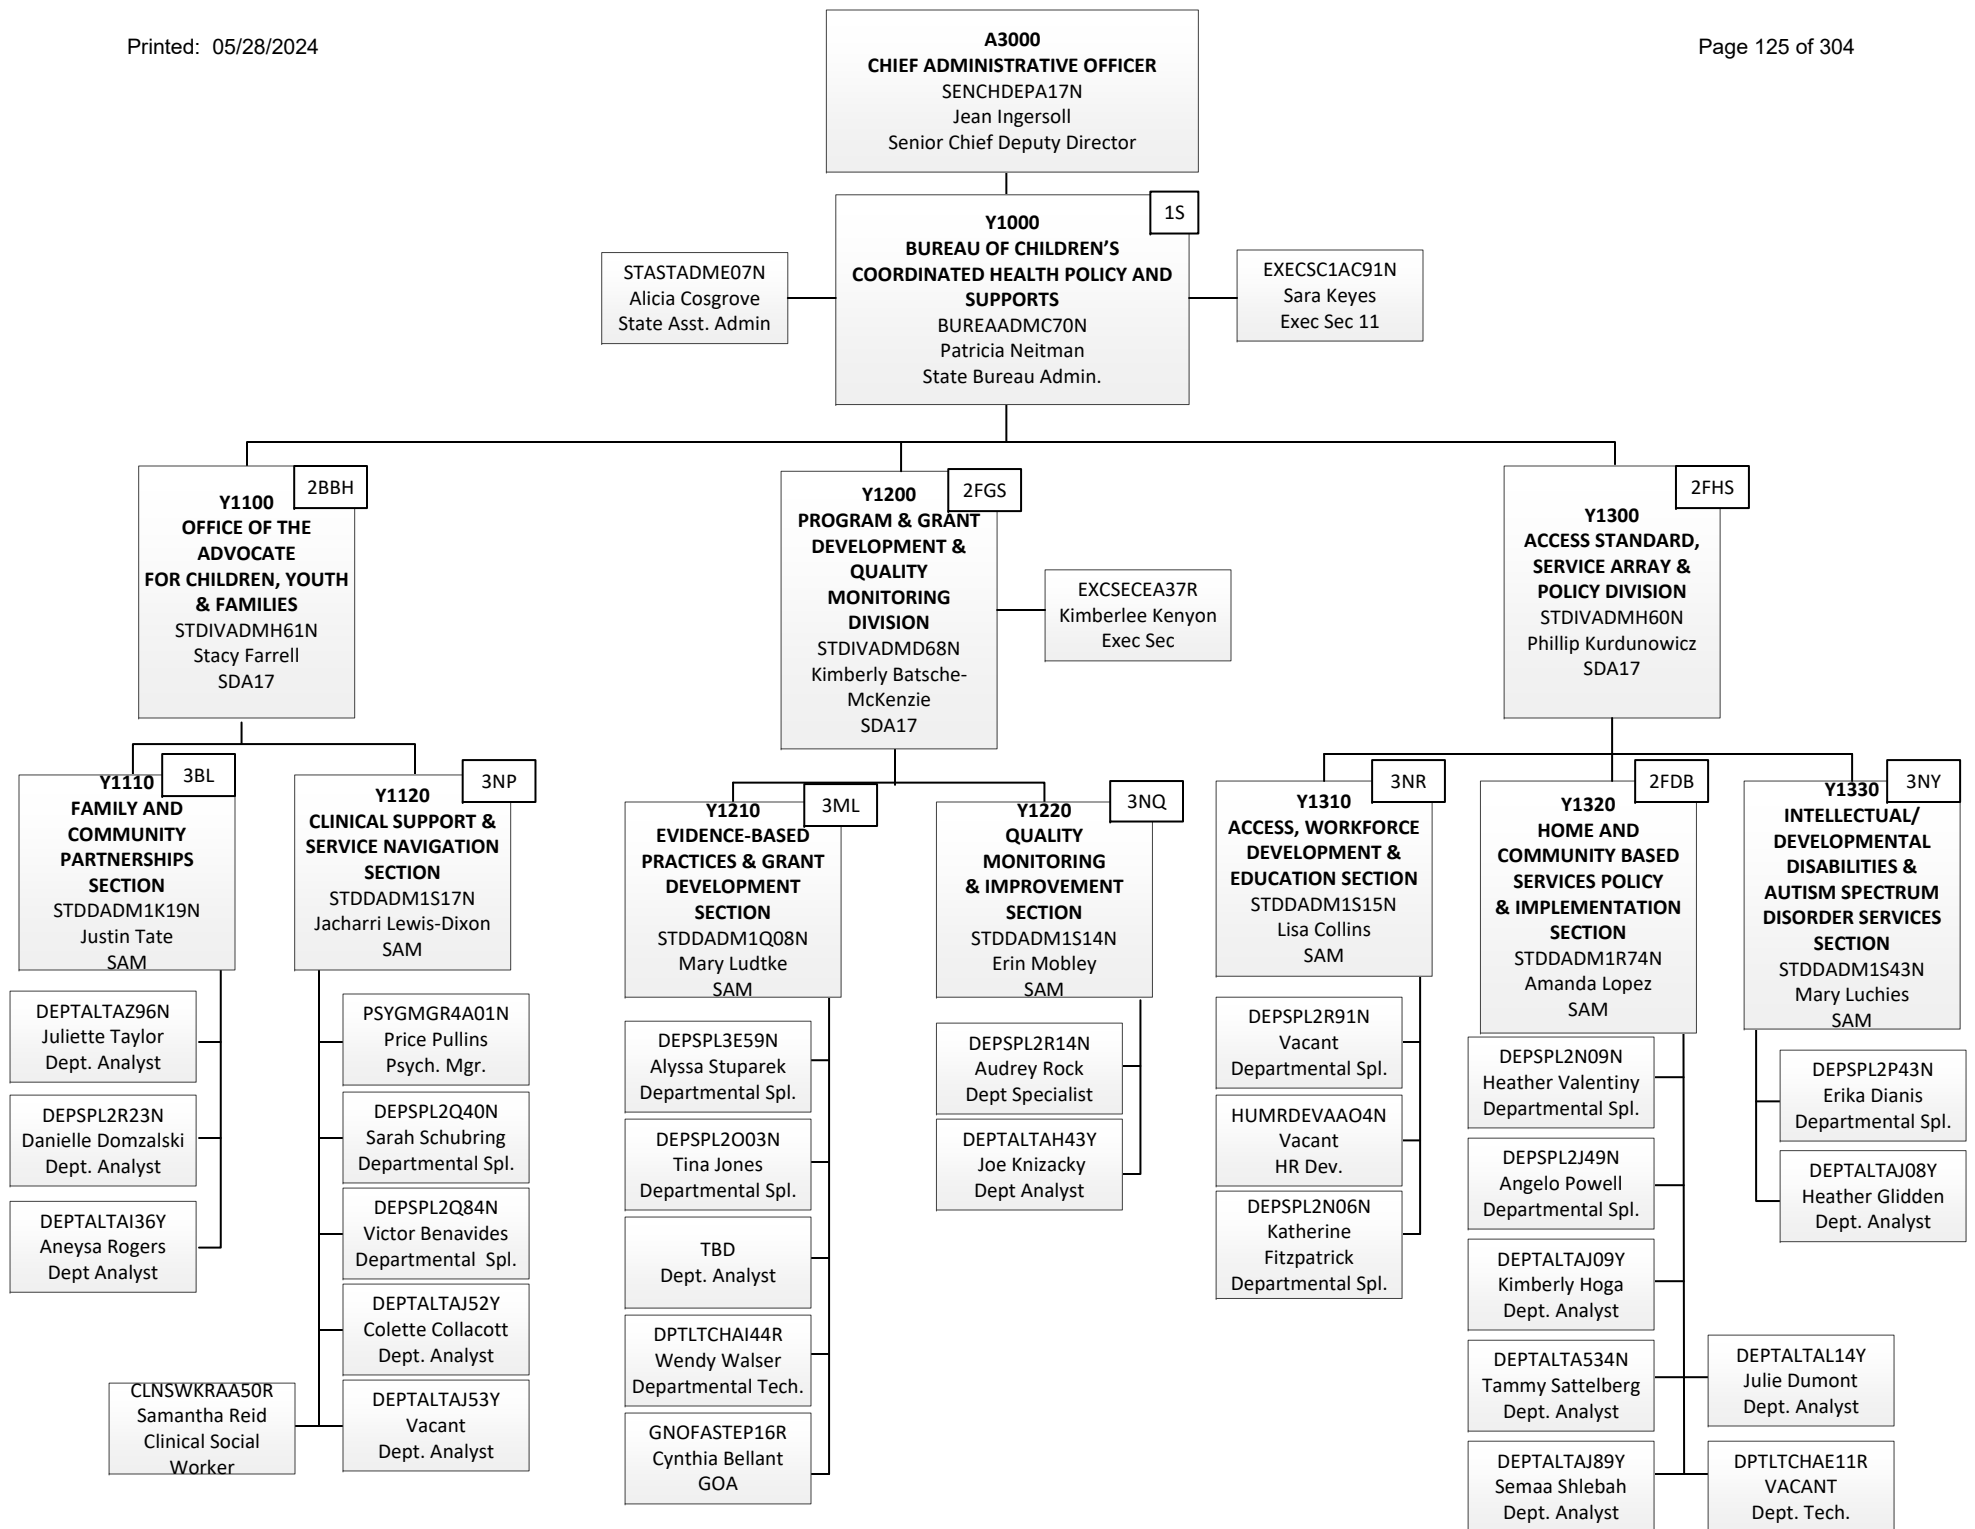 Printed:  05/28/2024
Page 125 of 304
A3000
CHIEF ADMINISTRATIVE OFFICER
SENCHDEPA17N
Jean Ingersoll
Senior Chief Deputy Director
1S
Y1000
BUREAU OF CHILDREN’S
COORDINATED HEALTH POLICY AND
SUPPORTS
BUREAADMC70N
Patricia Neitman
State Bureau Admin.
STASTADME07N
Alicia Cosgrove
State Asst. Admin
EXECSC1AC91N
Sara Keyes
Exec Sec 11
2BBH
Y1100
OFFICE OF THE
ADVOCATE
FOR CHILDREN, YOUTH
& FAMILIES
STDIVADMH61N
Stacy Farrell
SDA17
2FGS
Y1200
PROGRAM & GRANT
DEVELOPMENT &
QUALITY
MONITORING
DIVISION
STDIVADMD68N
Kimberly Batsche-
McKenzie
SDA17
EXCSECEA37R
Kimberlee Kenyon
Exec Sec
2FHS
Y1300
ACCESS STANDARD,
SERVICE ARRAY &
POLICY DIVISION
STDIVADMH60N
Phillip Kurdunowicz
SDA17
3BL
Y1110
FAMILY AND
COMMUNITY
PARTNERSHIPS
SECTION
STDDADM1K19N
Justin Tate
SAM
3NP
Y1120
CLINICAL SUPPORT &
SERVICE NAVIGATION
SECTION
STDDADM1S17N
Jacharri Lewis-Dixon
SAM
3ML
Y1210
EVIDENCE-BASED
PRACTICES & GRANT
DEVELOPMENT
SECTION
STDDADM1Q08N
Mary Ludtke
SAM
3NQ
Y1220
QUALITY
MONITORING
& IMPROVEMENT
SECTION
STDDADM1S14N
Erin Mobley
SAM
3NR
Y1310
ACCESS, WORKFORCE
DEVELOPMENT &
EDUCATION SECTION
STDDADM1S15N
Lisa Collins
SAM
2FDB
Y1320
HOME AND
COMMUNITY BASED
SERVICES POLICY
& IMPLEMENTATION
SECTION
STDDADM1R74N
Amanda Lopez
SAM
3NY
Y1330
INTELLECTUAL/
DEVELOPMENTAL
DISABILITIES &
AUTISM SPECTRUM
DISORDER SERVICES
SECTION
STDDADM1S43N
Mary Luchies
SAM
DEPTALTAZ96N
Juliette Taylor
Dept. Analyst
DEPSPL2R23N
Danielle Domzalski
Dept. Analyst
DEPTALTAI36Y
Aneysa Rogers
Dept Analyst
PSYGMGR4A01N
Price Pullins
Psych. Mgr.
DEPSPL2Q40N
Sarah Schubring
Departmental Spl.
DEPSPL2Q84N
Victor Benavides
Departmental  Spl.
DEPTALTAJ52Y
Colette Collacott
Dept. Analyst
DEPTALTAJ53Y
Vacant
Dept. Analyst
CLNSWKRAA50R
Samantha Reid
Clinical Social
Worker
DEPSPL3E59N
Alyssa Stuparek
Departmental Spl.
DEPSPL2O03N
Tina Jones
Departmental Spl.
TBD
Dept. Analyst
DPTLTCHAI44R
Wendy Walser
Departmental Tech.
GNOFASTEP16R
Cynthia Bellant
GOA
DEPSPL2R14N
Audrey Rock
Dept Specialist
DEPTALTAH43Y
Joe Knizacky
Dept Analyst
DEPSPL2R91N
Vacant
Departmental Spl.
HUMRDEVAAO4N
Vacant
HR Dev.
DEPSPL2N06N
Katherine
Fitzpatrick
Departmental Spl.
DEPSPL2N09N
Heather Valentiny
Departmental Spl.
DEPSPL2J49N
Angelo Powell
Departmental Spl.
DEPTALTAJ09Y
Kimberly Hoga
Dept. Analyst
DEPTALTA534N
Tammy Sattelberg
Dept. Analyst
DEPTALTAJ89Y
Semaa Shlebah
Dept. Analyst
DEPTALTAL14Y
Julie Dumont
Dept. Analyst
DPTLTCHAE11R
VACANT
Dept. Tech.
DEPSPL2P43N
Erika Dianis
Departmental Spl.
DEPTALTAJ08Y
Heather Glidden
Dept. Analyst